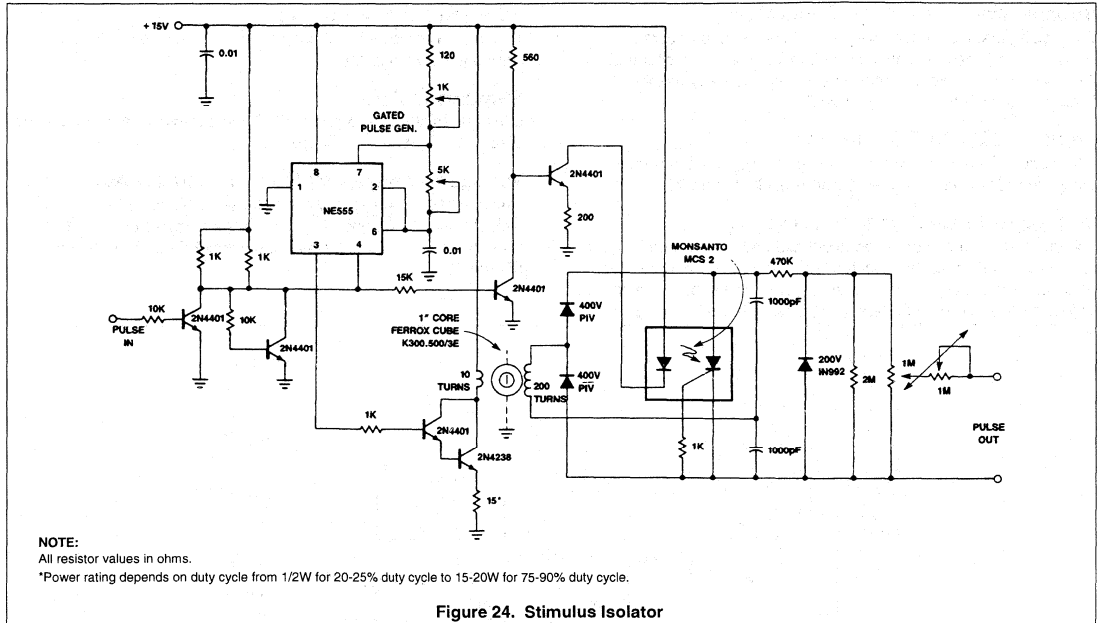 + 15V
0.01
120
560
1K
GATED
PULSE GEN.
8
7
5K
2N4401
1
2
NE555
200
6
MONSANTO
MCS 2
3
4
0.01
1K
1K
15K
470K
2N4401
10K
400V
PIV
1000pF
2N4401
10K
PULSE
IN
1" CORE
FERROX CUBE
K300.500/3E
2N4401
200V
IN992
1M
10
TURNS
400V
PIV
200
TURNS
2M
1M
1K
2N4401
1K
1000pF
PULSE
OUT
2N4238
15*
NOTE:
All resistor values in ohms.
*Power rating depends on duty cycle from 1/2W for 20-25% duty cycle to 15-20W for 75-90% duty cycle.
Figure 24. Stimulus Isolator